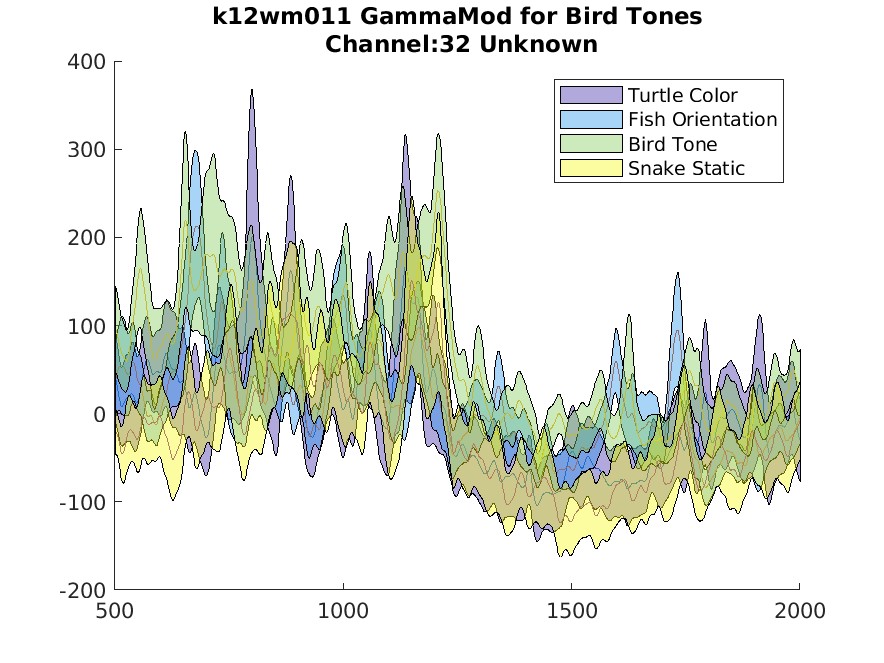 k12wm011 GammaMod for Bird Tones
Channel:32 Unknown
400
300
200
100
0
-100
-200
500
1000
1500
2000
Turtle Color
Fish Orientation
Bird Tone
Snake Static